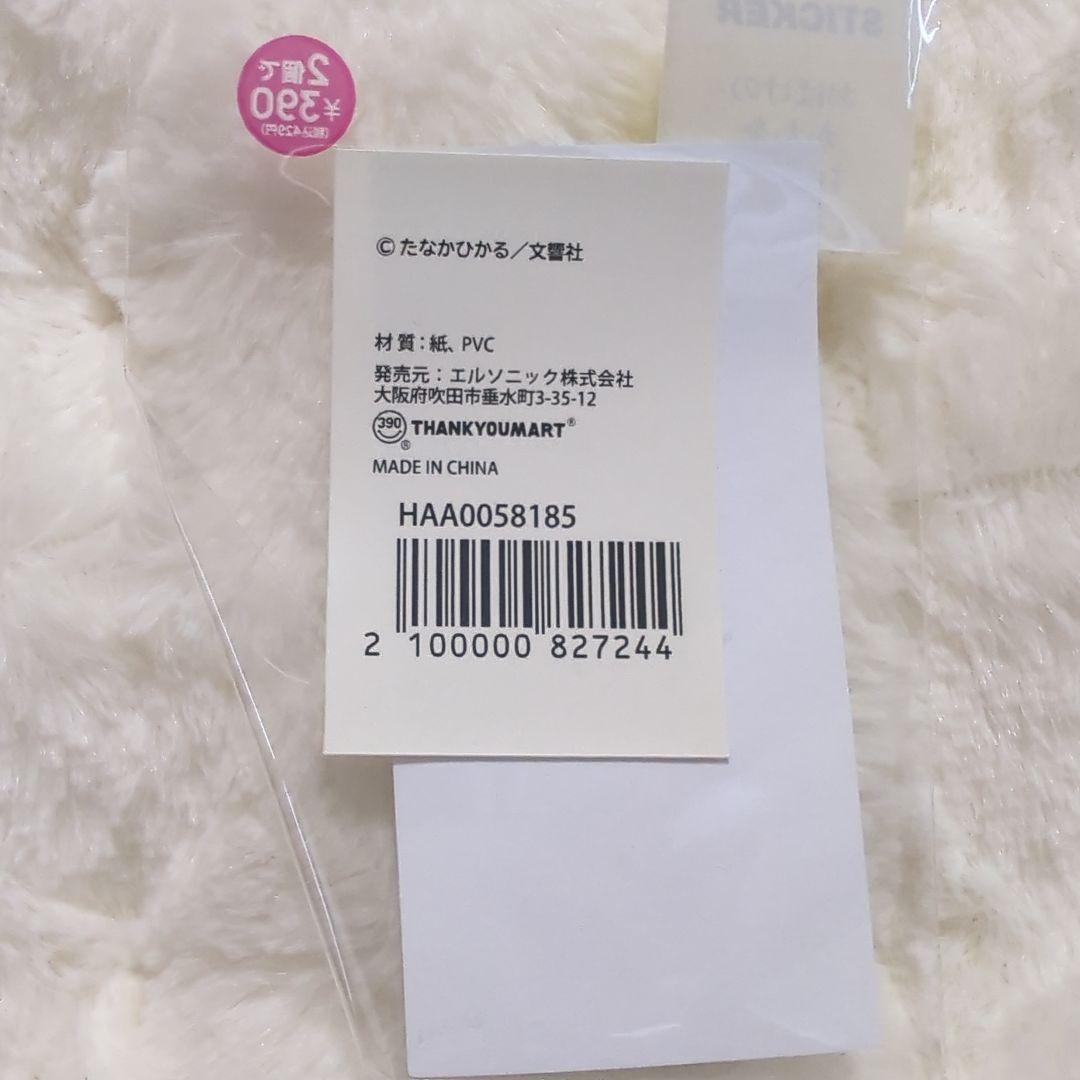 2個で
¥390
(税込429円)
STICKER
© たなかひかる／文響社
材 質：紙、PVC
発売元：エルソニック株式会社
大阪府吹田市垂水町3-35-12
390 THANKYOUMART®
®
MADE IN CHINA
HAA0058185
2 100000 827244